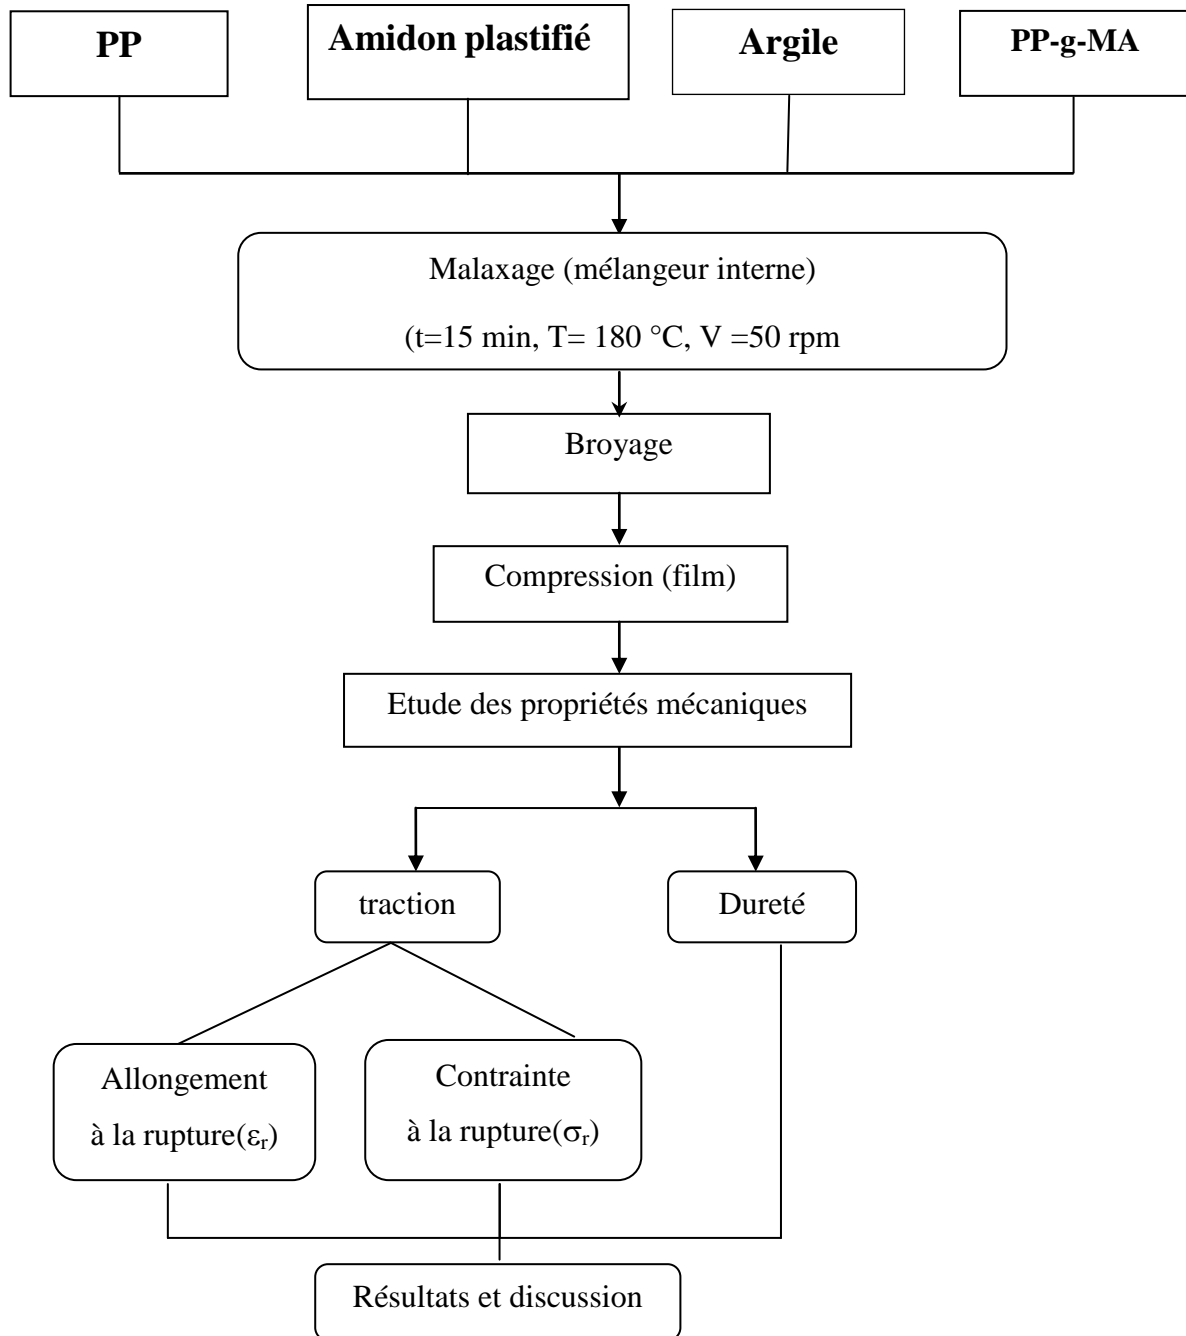 PP
Amidon plastifié
Argile
PP-g-MA
Malaxage (mélangeur interne)
(t=15 min, T= 180 °C, V =50 rpm
Broyage
Compression (film)
Etude des propriétés mécaniques
traction
Dureté
Allongement
à la rupture(εr)
Contrainte
à la rupture(σr)
Résultats et discussion